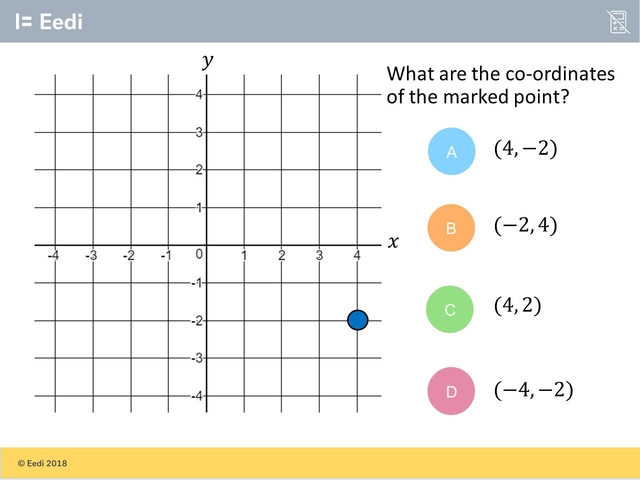 I= Eedi
y
What are the co-ordinates
of the marked point?
4
3
2
1
A (4, −2)
B (−2, 4)
x
-4 -3 -2 -1 0 1 2 3 4
-1
-2
-3
-4
C (4, 2)
D (−4, −2)
© Eedi 2018